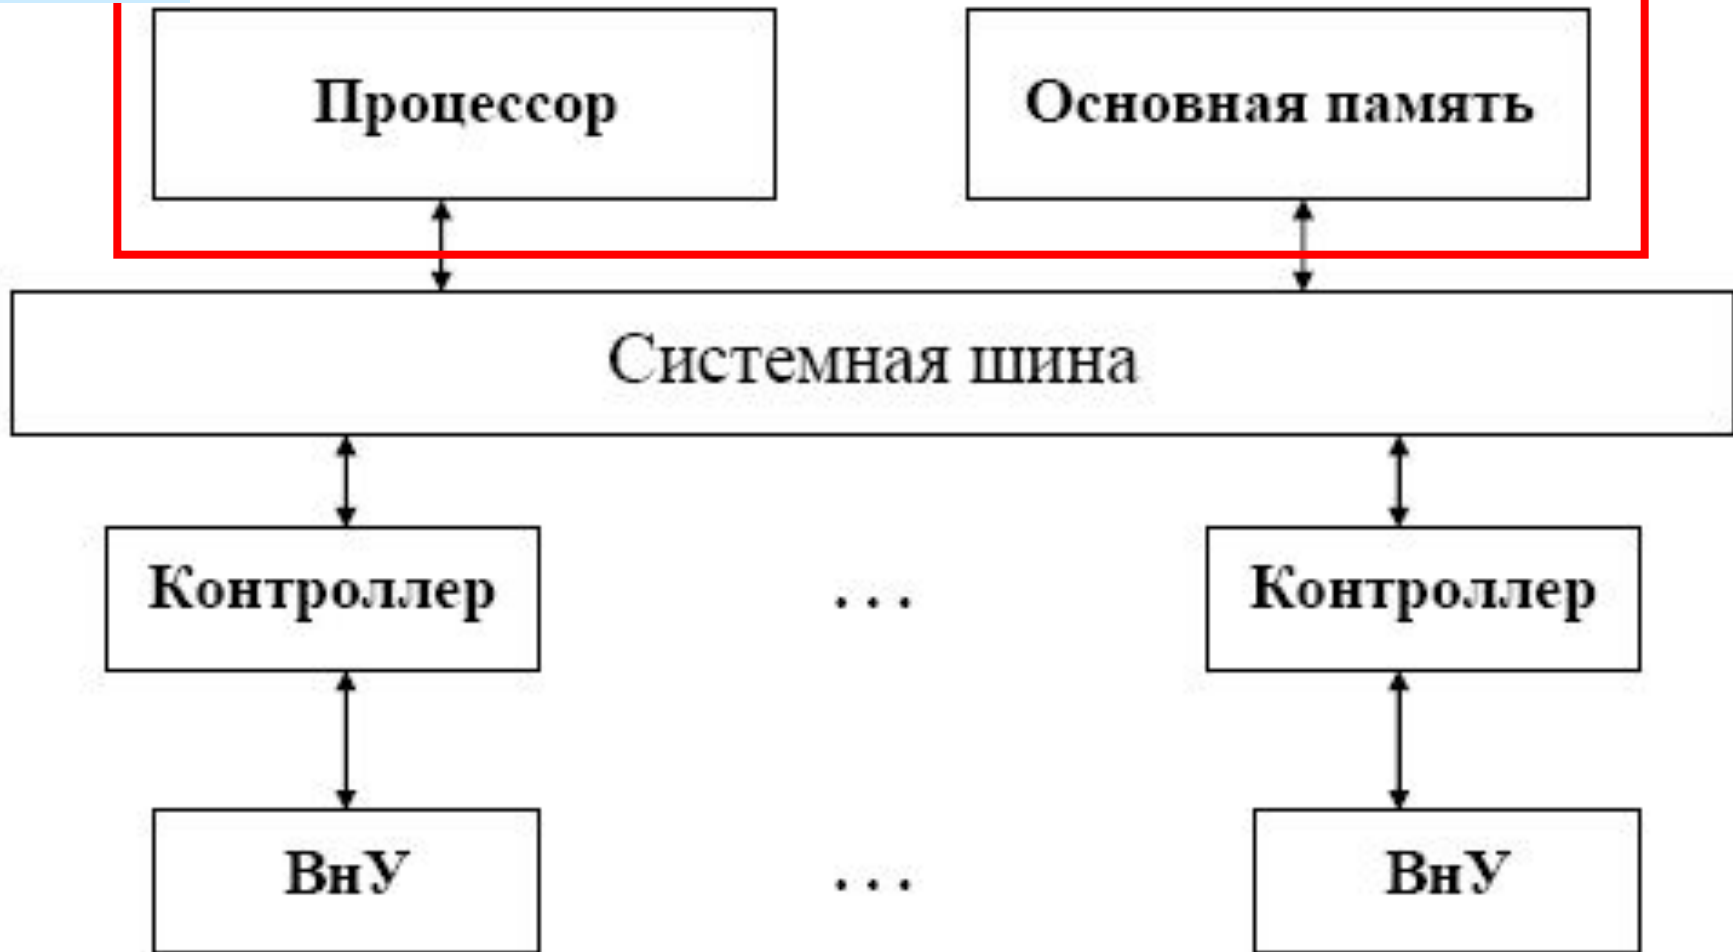 Процессор
Основная память
Системная шина
Контроллер
...
Контроллер
ВнУ
...
ВнУ